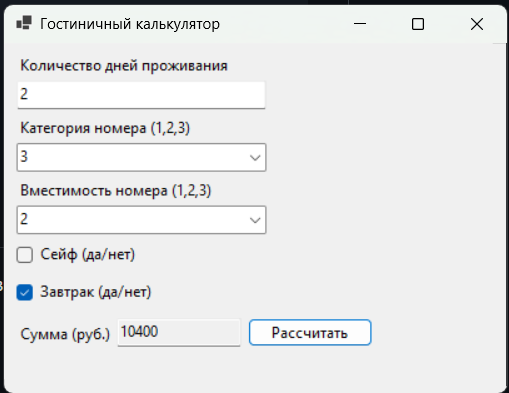 Гостиничный калькулятор
Количество дней проживания
2
Категория номера (1,2,3)
3
Вместимость номера (1,2,3)
2
Сейф (да/нет)
Завтрак (да/нет)
Сумма (руб.) 10400 Рассчитать